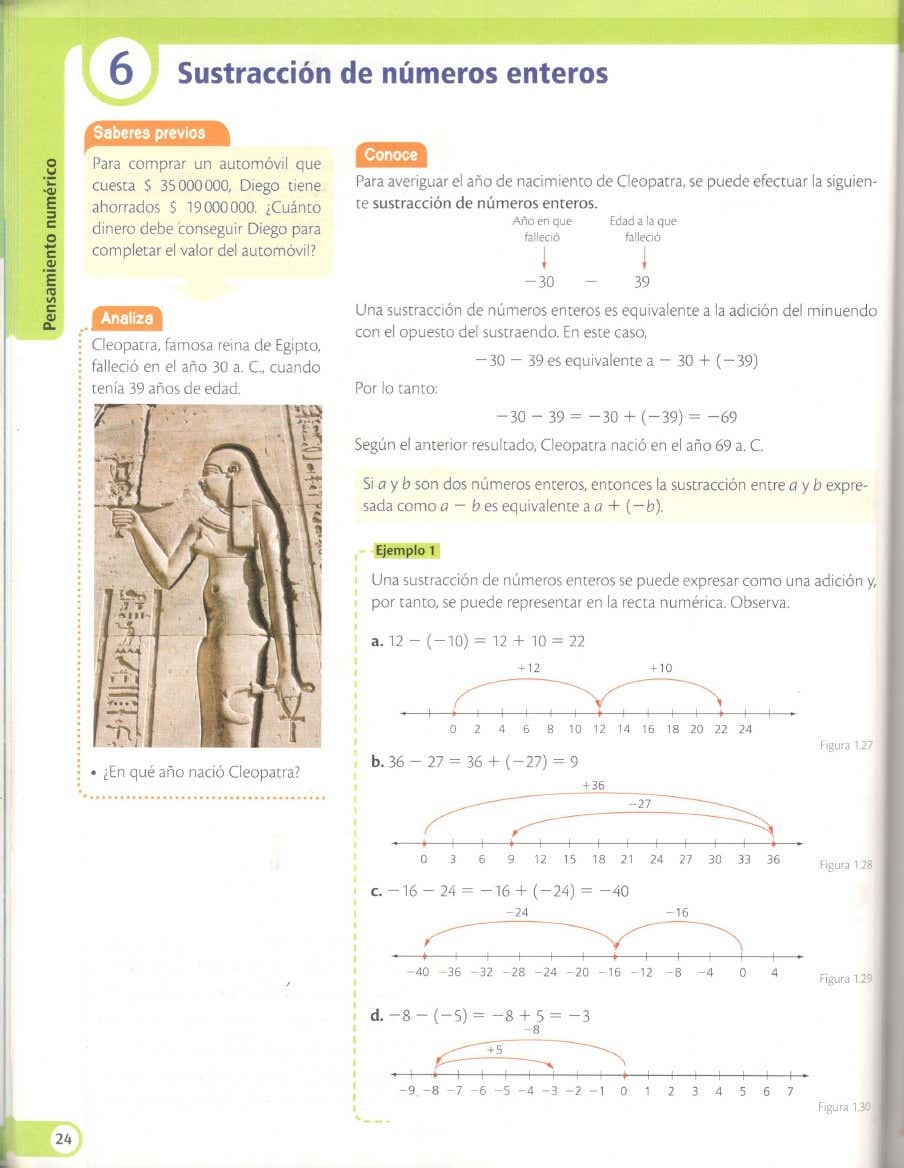 6 Sustracción de números enteros
Pensamiento numérico
Saberes previos
Para comprar un automóvil que
cuesta $ 35 000 000, Diego tiene
ahorrados $ 19 000 000. ¿Cuánto
dinero debe conseguir Diego para
completar el valor del automóvil?
Analiza
Cleopatra, famosa reina de Egipto,
falleció en el año 30 a. C., cuando
tenía 39 años de edad.
• ¿En qué año nació Cleopatra?
Conoce
Para averiguar el año de nacimiento de Cleopatra, se puede efectuar la siguien-
te sustracción de números enteros.
Año en que Edad a la que
falleció falleció
−30 − 39
Una sustracción de números enteros es equivalente a la adición del minuendo
con el opuesto del sustraendo. En este caso,
−30 − 39 es equivalente a − 30 + (−39)
Por lo tanto:
−30 − 39 = −30 + (−39) = −69
Según el anterior resultado, Cleopatra nació en el año 69 a. C.
Si a y b son dos números enteros, entonces la sustracción entre a y b expre-
sada como a − b es equivalente a a + (−b).
Ejemplo 1
Una sustracción de números enteros se puede expresar como una adición y,
por tanto, se puede representar en la recta numérica. Observa.
a. 12 − (−10) = 12 + 10 = 22
+12 +10
0 2 4 6 8 10 12 14 16 18 20 22 24
Figura 1.27
b. 36 − 27 = 36 + (−27) = 9
+36
−27
0 3 6 9 12 15 18 21 24 27 30 33 36
Figura 1.28
c. −16 − 24 = −16 + (−24) = −40
−24 −16
−40 −36 −32 −28 −24 −20 −16 −12 −8 −4 0 4
Figura 1.29
d. −8 − (−5) = −8 + 5 = −3
−8
+5
−9 −8 −7 −6 −5 −4 −3 −2 −1 0 1 2 3 4 5 6 7
Figura 1.30
24